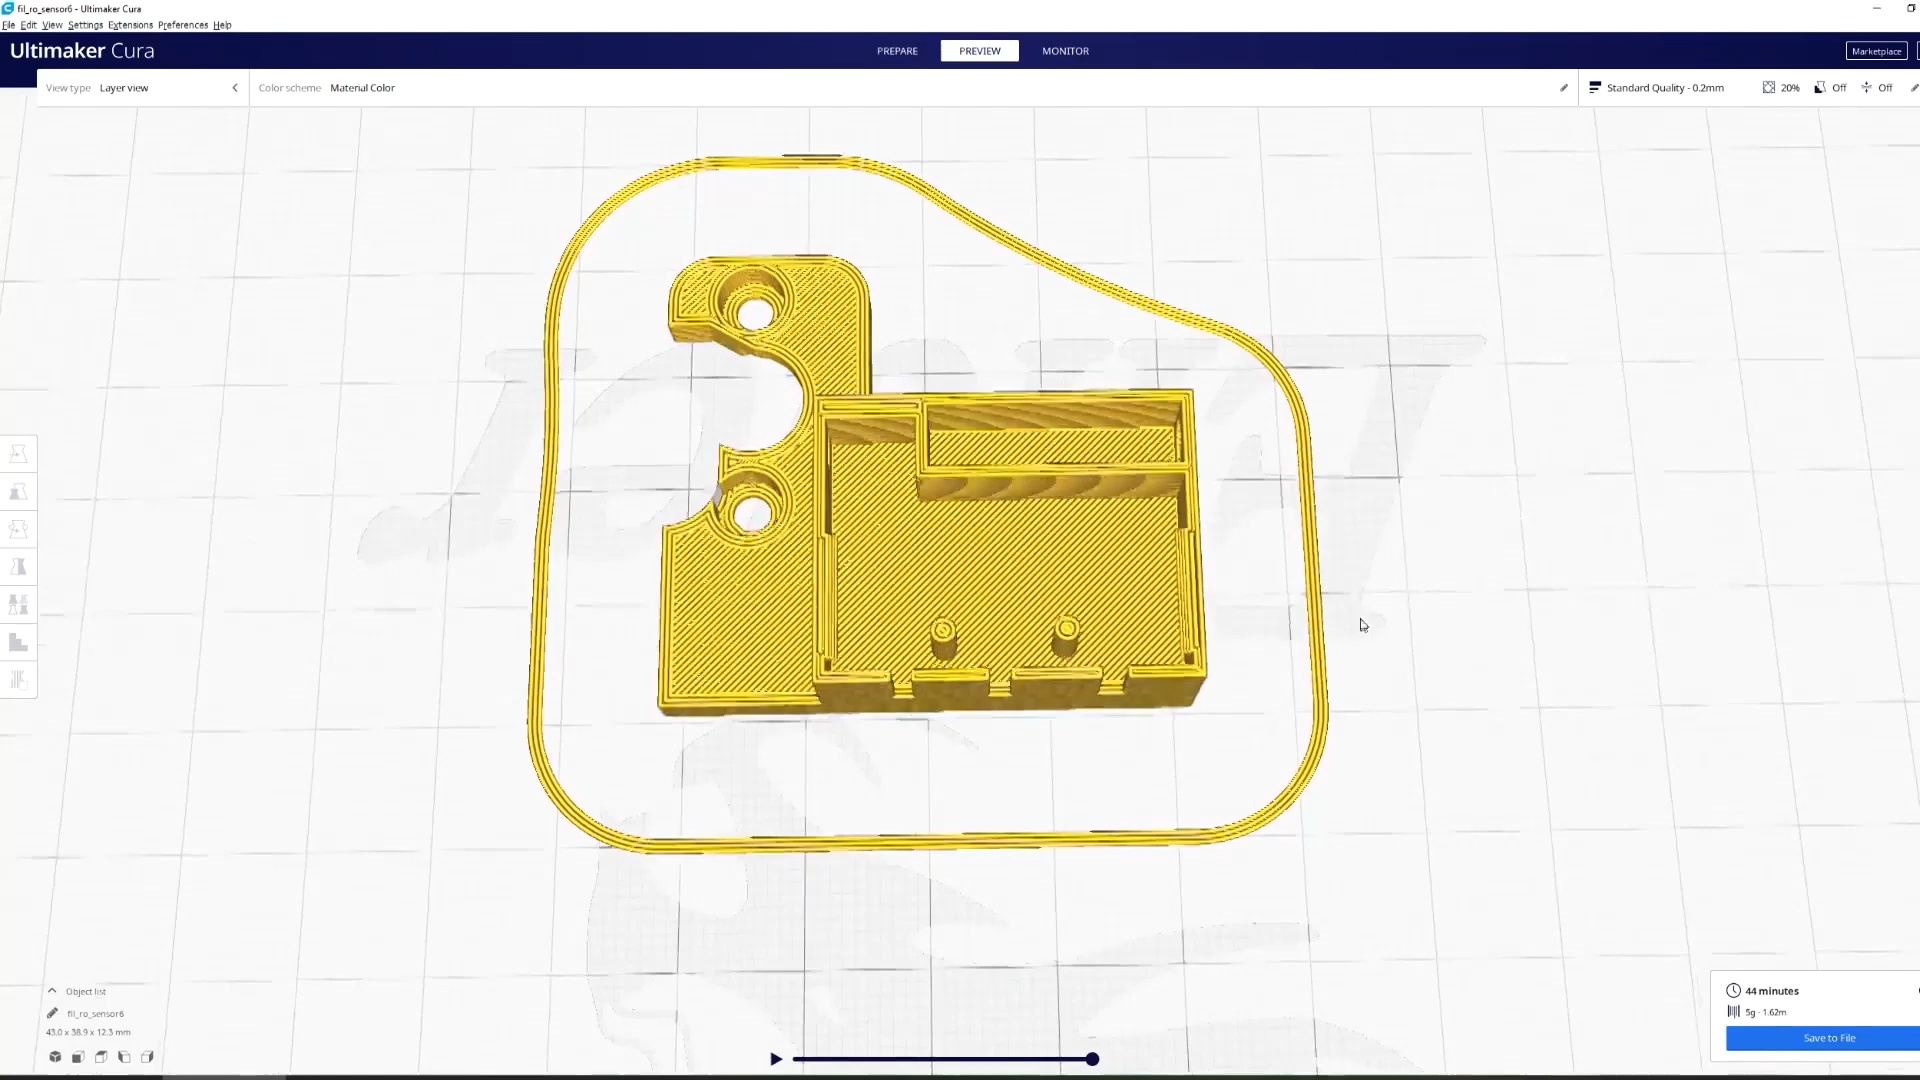 fil_ro_sensor6 - Ultimaker Cura
File Edit View Settings Extensions Preferences Help
Ultimaker Cura
PREPARE PREVIEW MONITOR Marketplace
View type Layer view Color scheme Material Color Standard Quality - 0.2mm 20% Off Off
Object list
fil_ro_sensor6
43.0 x 38.9 x 12.3 mm
44 minutes
5g · 1.62m
Save to File